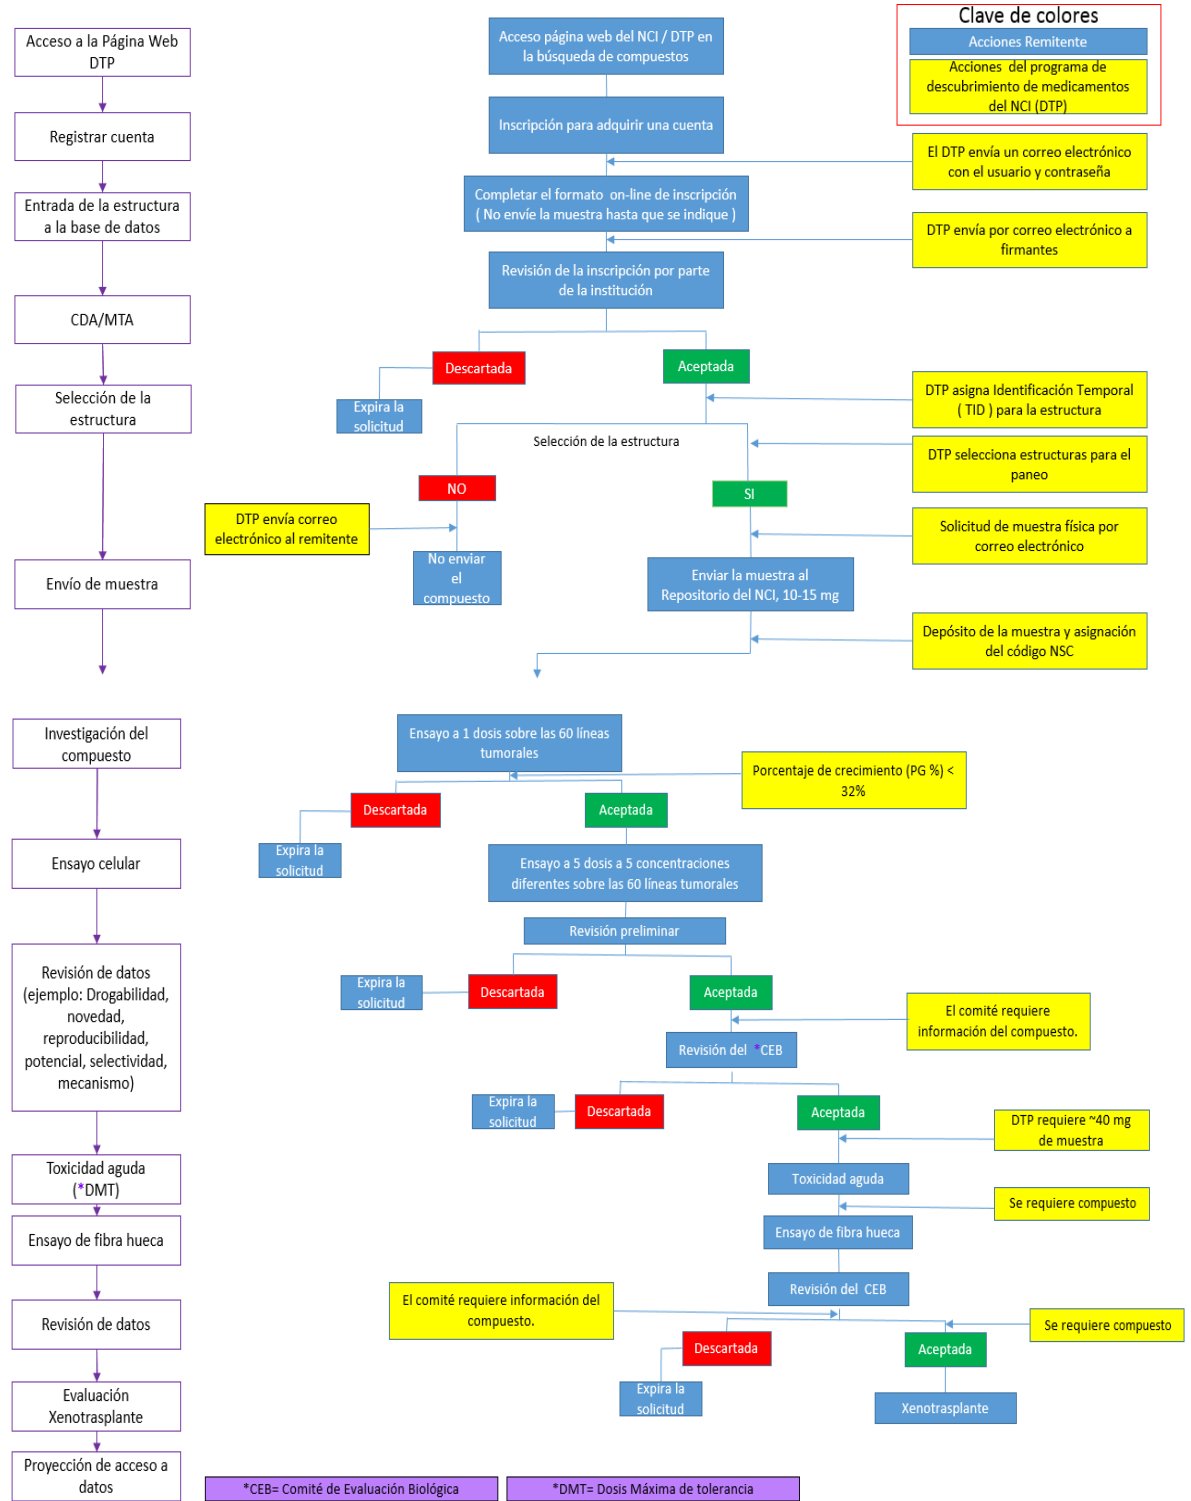 Clave de colores
Acciones Remitente
Acciones del programa de
descubrimiento de medicamentos
del NCI (DTP)
Acceso a la Página Web
DTP
Registrar cuenta
Entrada de la estructura
a la base de datos
CDA/MTA
Selección de la
estructura
Envío de muestra
Acceso página web del NCI / DTP en
la búsqueda de compuestos
Inscripción para adquirir una cuenta
El DTP envía un correo electrónico
con el usuario y contraseña
Completar el formato on-line de inscripción
( No envíe la muestra hasta que se indique )
DTP envía por correo electrónico a
firmantes
Revisión de la inscripción por parte
de la institución
Descartada
Aceptada
Expira la
solicitud
DTP asigna Identificación Temporal
( TID ) para la estructura
Selección de la estructura
DTP selecciona estructuras para el
paneo
NO
SI
DTP envía correo
electrónico al remitente
Solicitud de muestra física por
correo electrónico
No enviar
el
compuesto
Enviar la muestra al
Repositorio del NCI, 10-15 mg
Depósito de la muestra y asignación
del código NSC
Investigación del
compuesto
Ensayo celular
Revisión de datos
(ejemplo: Drogabilidad,
novedad,
reproducibilidad,
potencial, selectividad,
mecanismo)
Toxicidad aguda
(*DMT)
Ensayo de fibra hueca
Revisión de datos
Evaluación
Xenotrasplante
Proyección de acceso a
datos
Ensayo a 1 dosis sobre las 60 líneas
tumorales
Porcentaje de crecimiento (PG %) <
32%
Descartada
Aceptada
Expira la
solicitud
Ensayo a 5 dosis a 5 concentraciones
diferentes sobre las 60 líneas tumorales
Revisión preliminar
Expira la
solicitud
Descartada
Aceptada
El comité requiere
información del compuesto.
Revisión del *CEB
Expira la
solicitud
Descartada
Aceptada
DTP requiere ~40 mg
de muestra
Toxicidad aguda
Se requiere compuesto
Ensayo de fibra hueca
Revisión del CEB
El comité requiere información del
compuesto.
Se requiere compuesto
Descartada
Aceptada
Expira la
solicitud
Xenotrasplante
*CEB= Comité de Evaluación Biológica
*DMT= Dosis Máxima de tolerancia